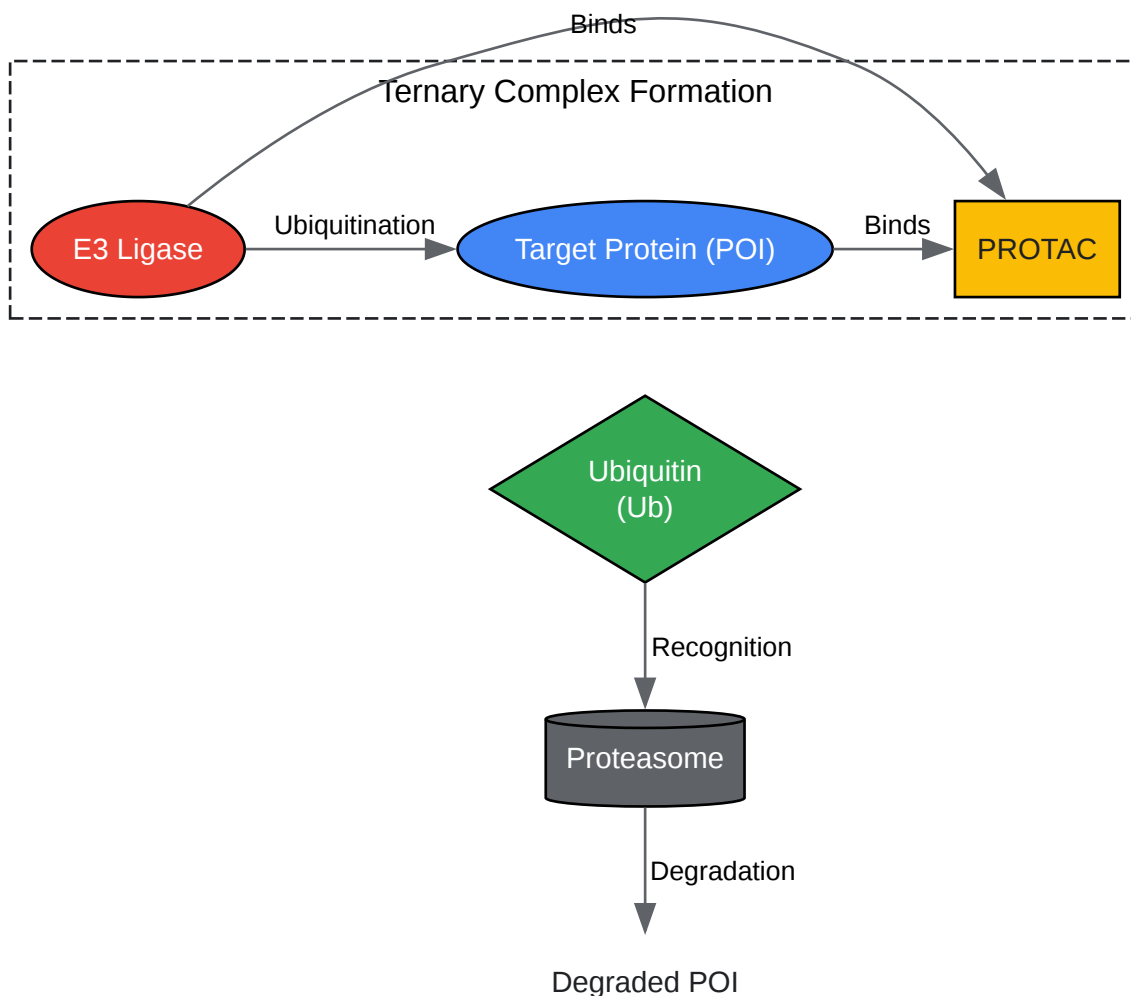 Binds
Ternary Complex Formation
E3 Ligase
Ubiquitination
Target Protein (POI)
Binds
PROTAC
Ubiquitin
(Ub)
Recognition
Proteasome
Degradation
Degraded POI